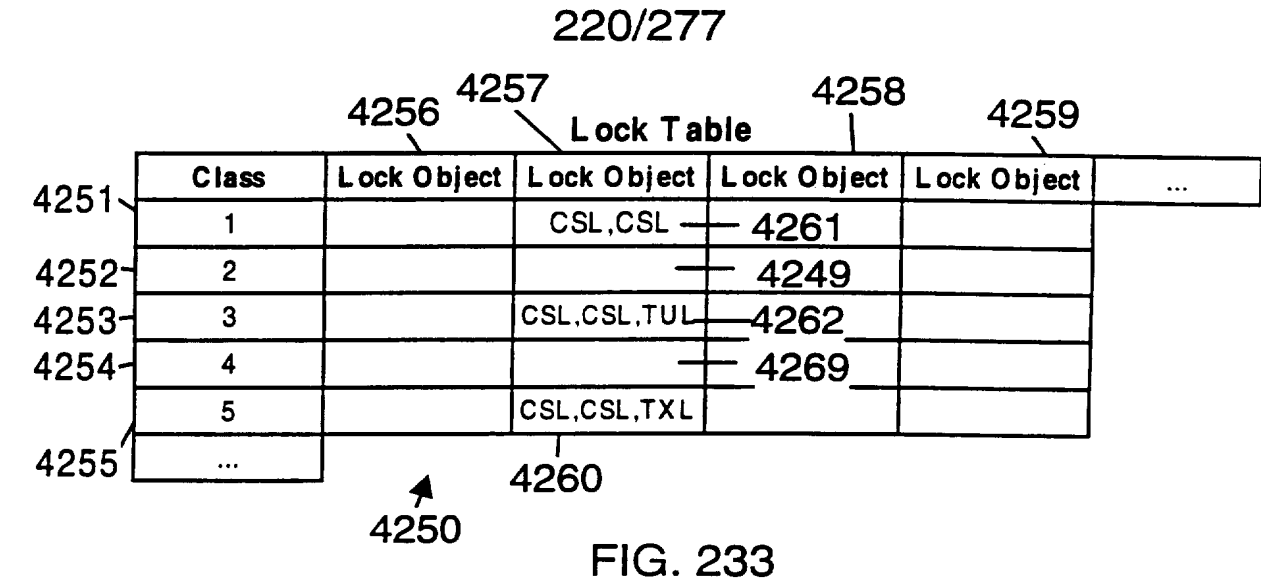 220/277
4256 4257 4258 4259
Lock Table
Class Lock Object Lock Object Lock Object Lock Object ...
4251 1 CSL,CSL 4261
4252 2 4249
4253 3 CSL,CSL,TUL 4262
4254 4 4269
5 CSL,CSL,TXL
4255 ... 4260
4250
FIG. 233